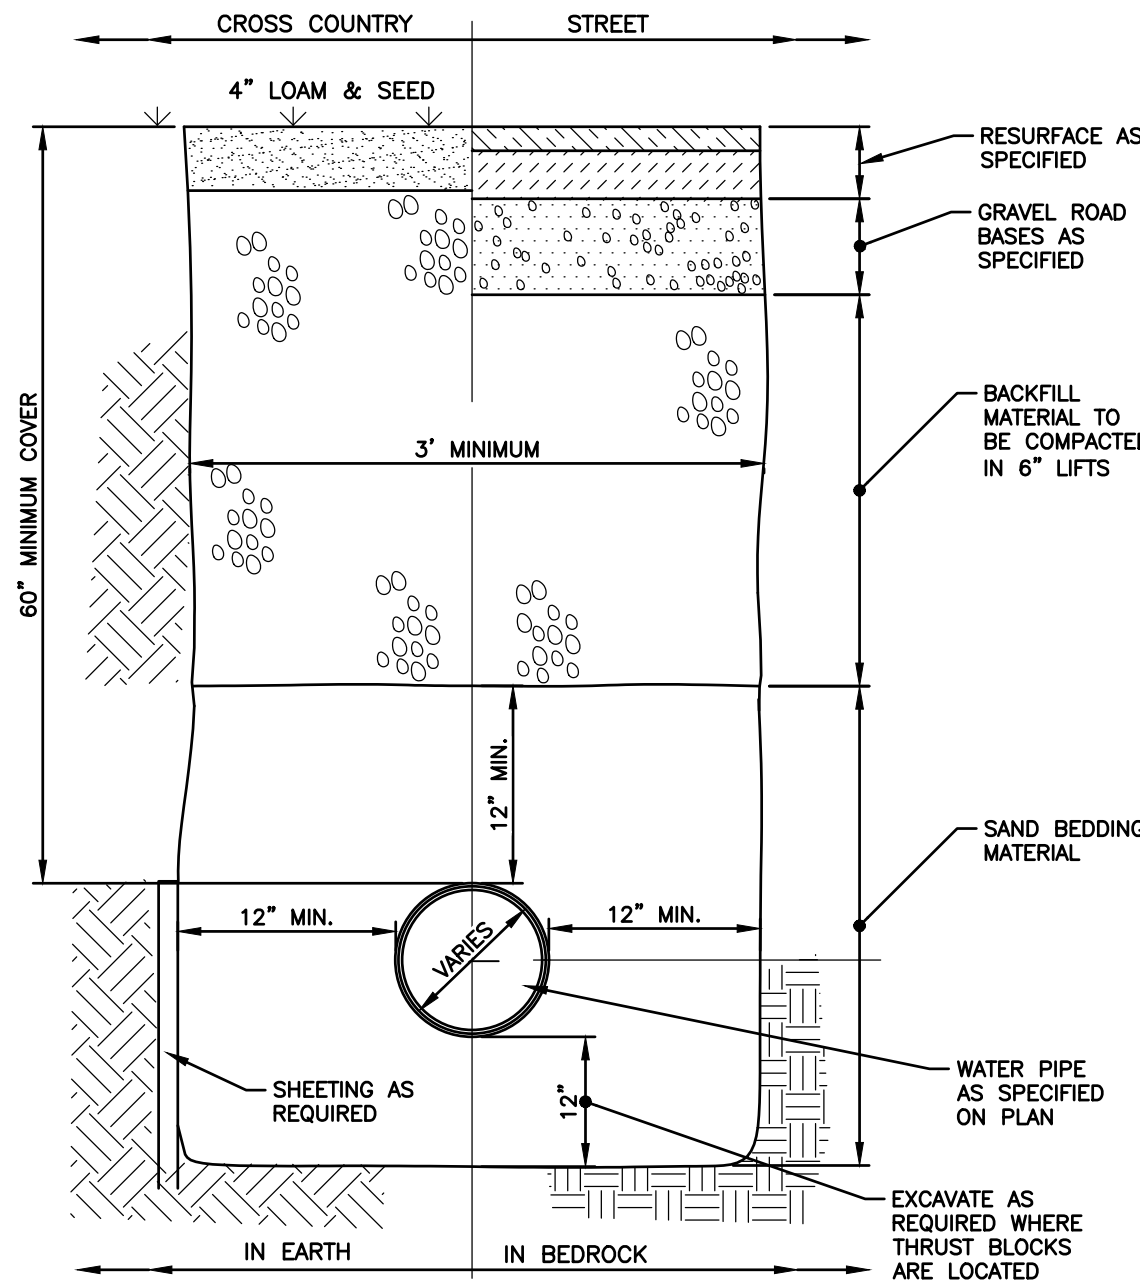 CROSS COUNTRY
STREET
4" LOAM & SEED
RESURFACE AS
SPECIFIED
GRAVEL ROAD
BASES AS
SPECIFIED
BACKFILL
MATERIAL TO
BE COMPACTED
IN 6" LIFTS
3' MINIMUM
60" MINIMUM COVER
12" MIN.
SAND BEDDING
MATERIAL
12" MIN.
12" MIN.
VARIES
WATER PIPE
AS SPECIFIED
ON PLAN
SHEETING AS
REQUIRED
12"
EXCAVATE AS
REQUIRED WHERE
THRUST BLOCKS
ARE LOCATED
IN EARTH
IN BEDROCK